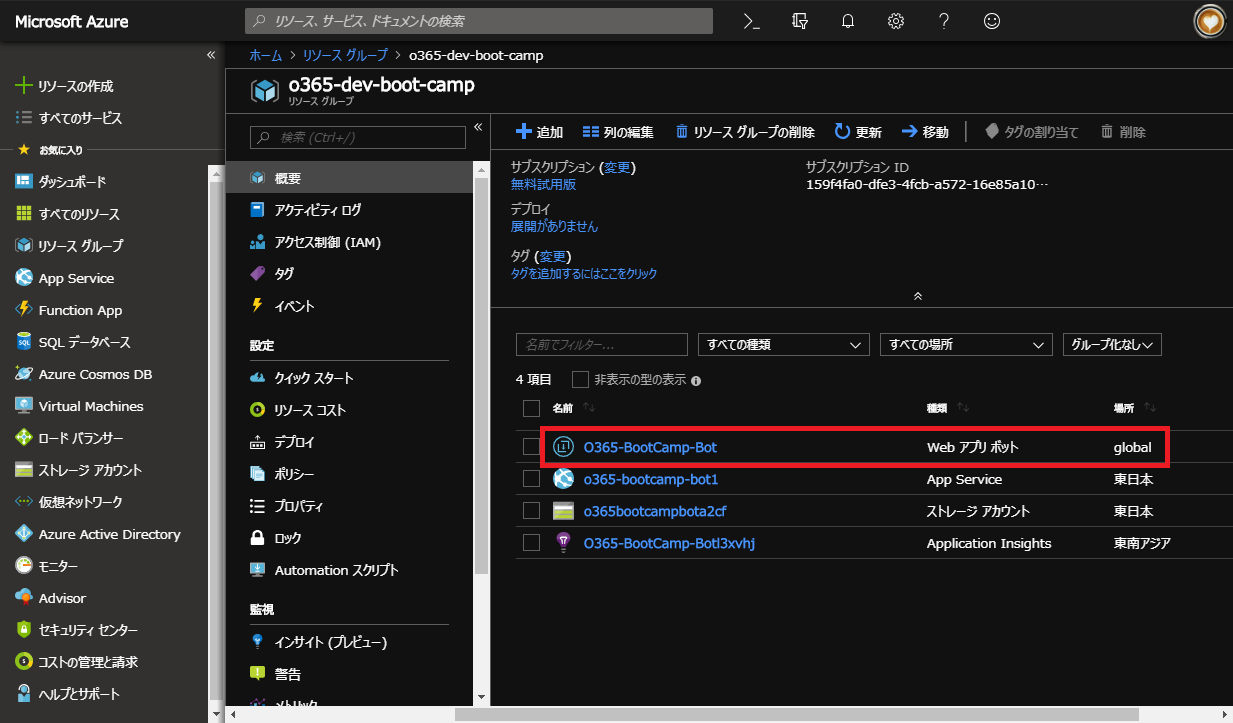 Microsoft Azure
リソース、サービス、ドキュメントの検索
リソースの作成
すべてのサービス
お気に入り
ダッシュボード
すべてのリソース
リソース グループ
App Service
Function App
SQL データベース
Azure Cosmos DB
Virtual Machines
ロード バランサー
ストレージ アカウント
仮想ネットワーク
Azure Active Directory
モニター
Advisor
セキュリティ センター
コストの管理と請求
ヘルプとサポート
ホーム > リソース グループ > o365-dev-boot-camp
o365-dev-boot-camp
リソース グループ
検索 (Ctrl+/)
概要
アクティビティ ログ
アクセス制御 (IAM)
タグ
イベント
設定
クイック スタート
リソース コスト
デプロイ
ポリシー
プロパティ
ロック
Automation スクリプト
監視
インサイト (プレビュー)
警告
メトリック
追加 列の編集 リソース グループの削除 更新 移動 タグの割り当て 削除
サブスクリプション (変更)
無料試用版
サブスクリプション ID
159f4fa0-dfe3-4fcb-a572-16e85a10…
デプロイ
展開がありません
タグ (変更)
タグを追加するにはここをクリック
名前でフィルター... すべての種類 すべての場所 グループ化なし
4 項目 非表示の型の表示
名前 種類 場所
O365-BootCamp-Bot Web アプリ ボット global
o365-bootcamp-bot1 App Service 東日本
o365bootcampbota2cf ストレージ アカウント 東日本
O365-BootCamp-Botl3xvhj Application Insights 東南アジア